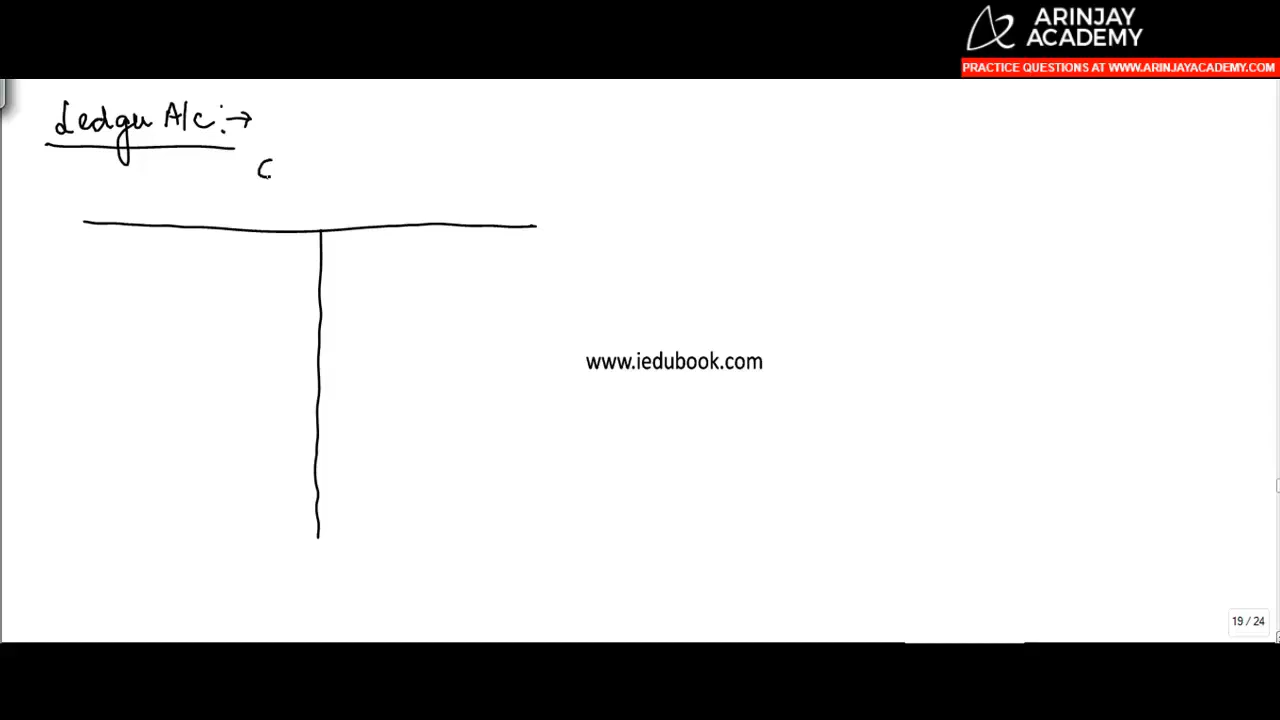 ARINJAY
ACADEMY
PRACTICE QUESTIONS AT WWW.ARINJAYACADEMY.COM
Ledger A/c :→
C
www.iedubook.com
19 / 24